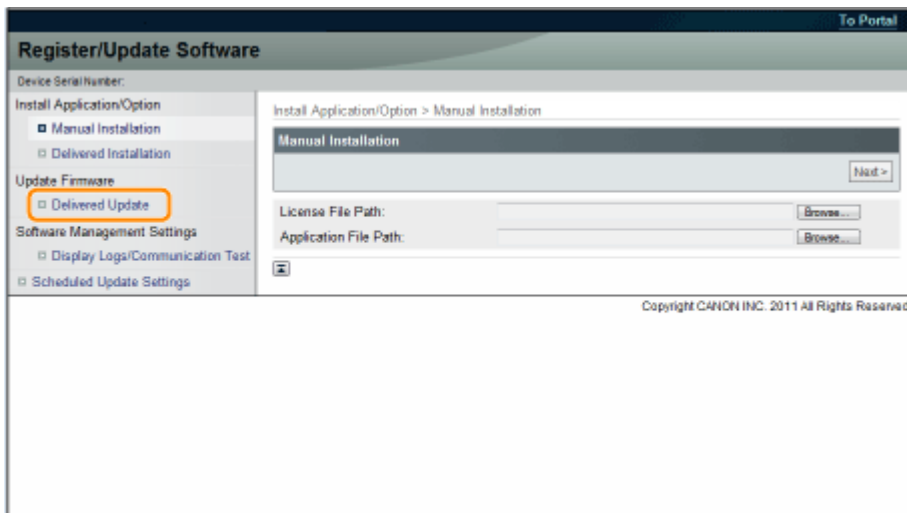 To Portal
Register/Update Software
Device Serial Number:
Install Application/Option
Manual Installation
Delivered Installation
Update Firmware
Delivered Update
Software Management Settings
Display Logs/Communication Test
Scheduled Update Settings
Install Application/Option > Manual Installation
Manual Installation
Next >
License File Path:
Browse...
Application File Path:
Browse...
Copyright CANON INC. 2011 All Rights Reserved